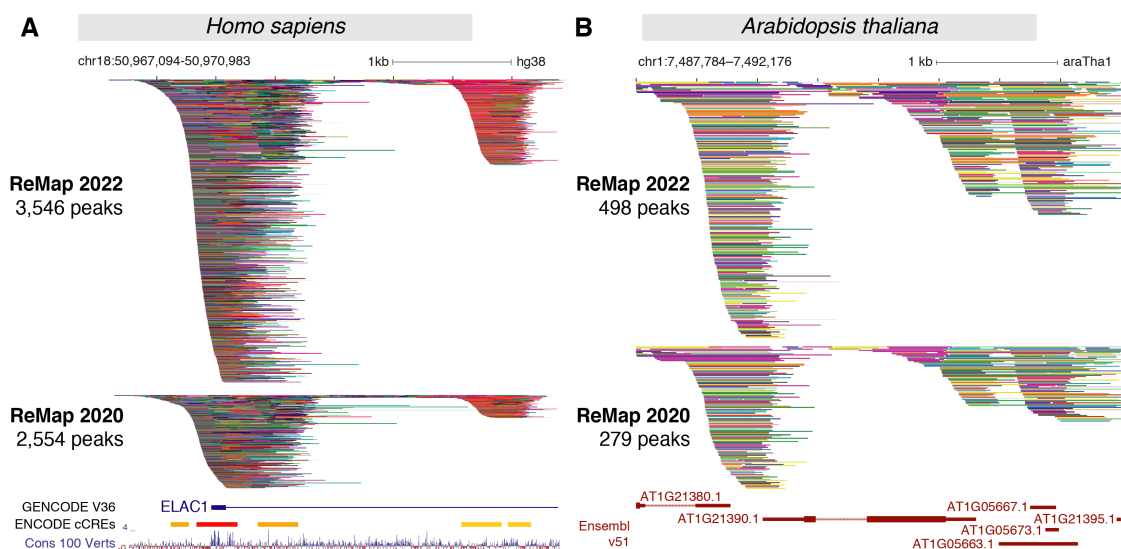 A
Homo sapiens
chr18:50,967,094-50,970,983
1kb
hg38
ReMap 2022
3,546 peaks
ReMap 2020
2,554 peaks
GENCODE V36
ELAC1
ENCODE cCREs
4
Cons 100 Verts
B
Arabidopsis thaliana
chr1:7,487,784–7,492,176
1 kb
araTha1
ReMap 2022
498 peaks
ReMap 2020
279 peaks
AT1G21380.1
AT1G05667.1
AT1G21390.1
AT1G21395.1
Ensembl
v51
AT1G05673.1
AT1G05663.1